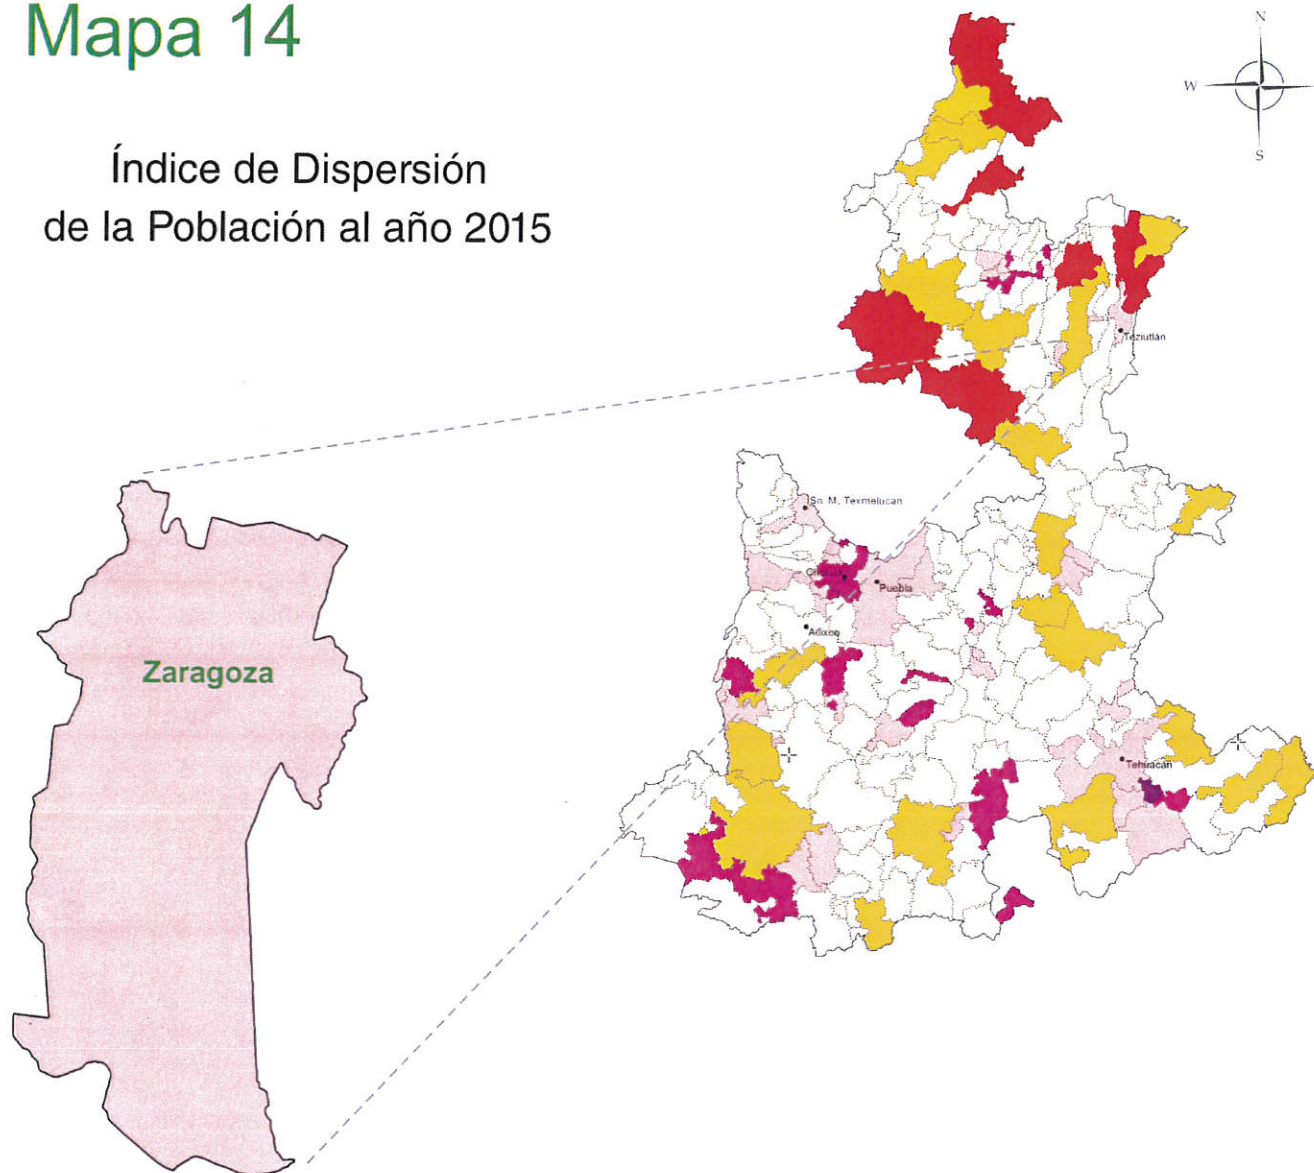 Mapa 14
Índice de Dispersión
de la Población al año 2015
N
W
S
Teziutlán
Sn. M. Texmelucan
Puebla
Atlixco
Zaragoza
Tehuacán